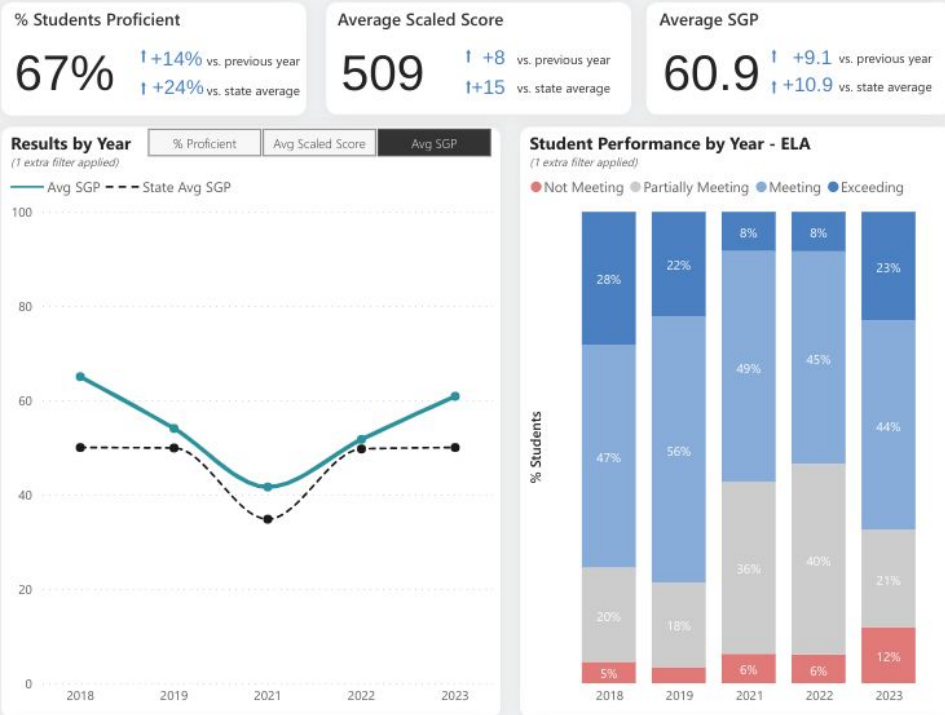 % Students Proficient
67%
+14% vs. previous year
+24% vs. state average
Average Scaled Score
509
+8 vs. previous year
+15 vs. state average
Average SGP
60.9
+9.1 vs. previous year
+10.9 vs. state average
Results by Year
% Proficient
Avg Scaled Score
Avg SGP
(1 extra filter applied)
Avg SGP
State Avg SGP
100
80
60
40
20
0
2018
2019
2021
2022
2023
Student Performance by Year - ELA
(1 extra filter applied)
Not Meeting
Partially Meeting
Meeting
Exceeding
% Students
28%
47%
20%
5%
22%
56%
18%
8%
49%
36%
6%
8%
45%
40%
6%
23%
44%
21%
12%
2018
2019
2021
2022
2023